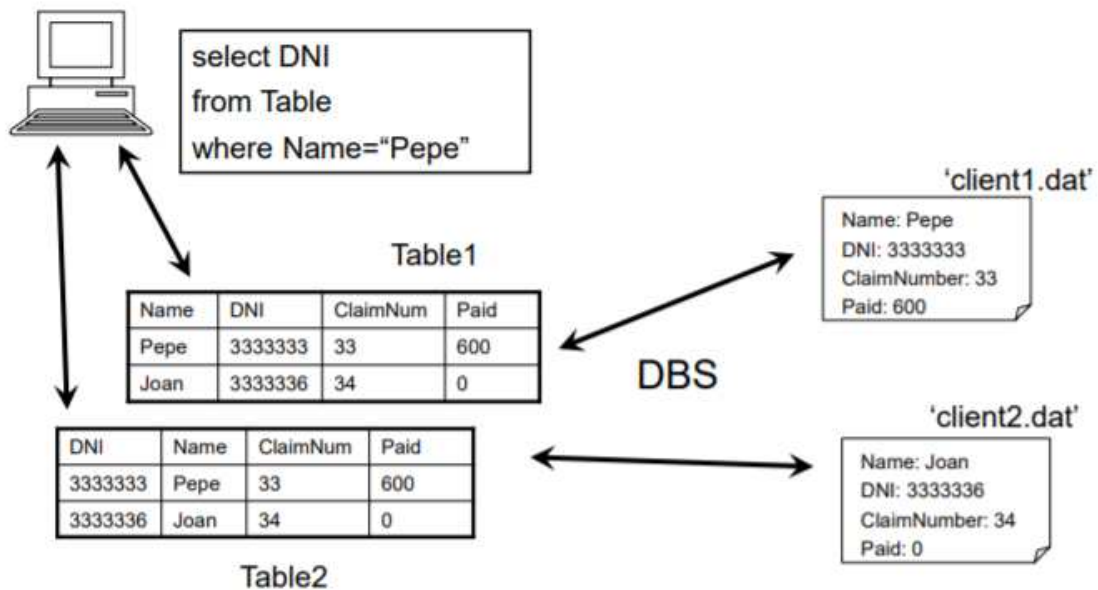 select DNI
from Table
where Name=“Pepe”
‘client1.dat’
Name: Pepe
DNI: 3333333
ClaimNumber: 33
Paid: 600
Table1
Name DNI ClaimNum Paid
Pepe 3333333 33 600
Joan 3333336 34 0
DBS
‘client2.dat’
Name: Joan
DNI: 3333336
ClaimNumber: 34
Paid: 0
DNI Name ClaimNum Paid
3333333 Pepe 33 600
3333336 Joan 34 0
Table2